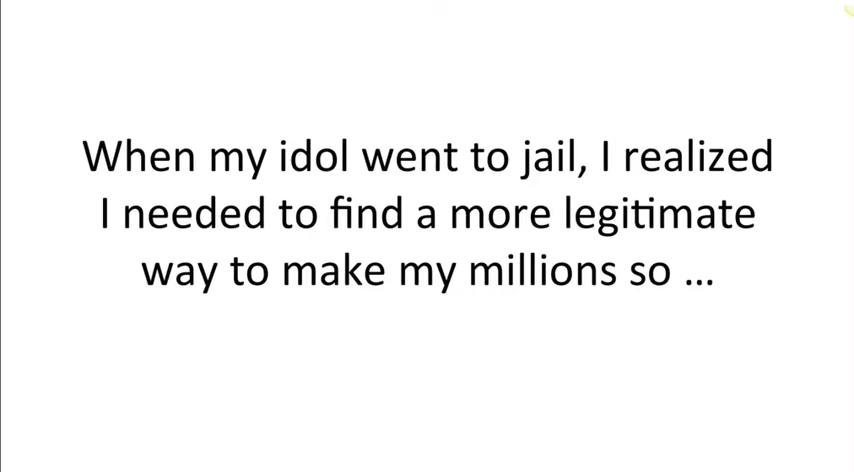 When my idol went to jail, I realized
I needed to find a more legitimate
way to make my millions so ...